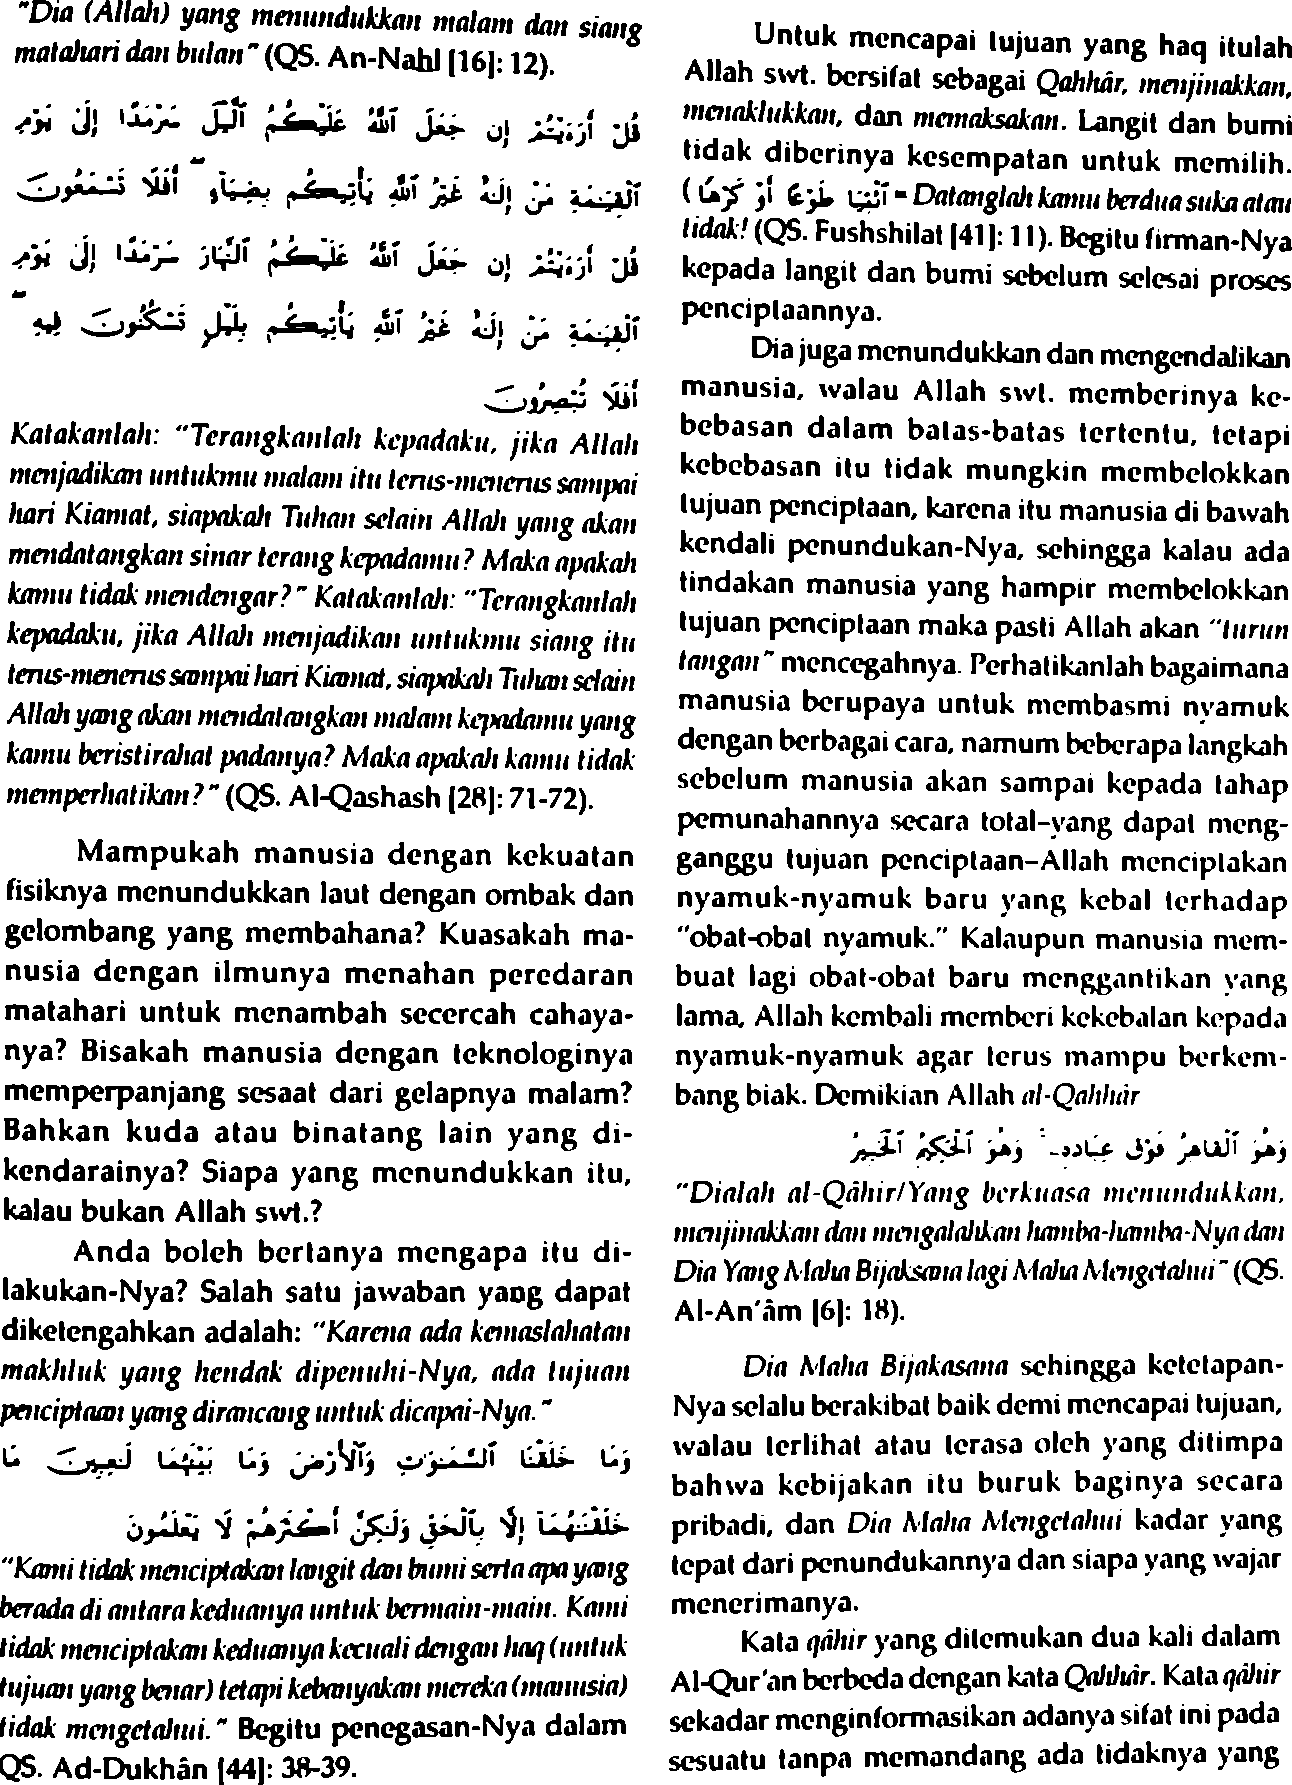 "Dia (Allah) yang menundukkan malam dan siang
matahari dan bulan" (QS. An-Nahl [16]: 12).
قُلْ أَرَءَيْتُمْ إِن جَعَلَ ٱللَّهُ عَلَيْكُمُ ٱلَّيْلَ سَرْمَدًا إِلَىٰ يَوْمِ
ٱلْقِيَـٰمَةِ مَنْ إِلَـٰهٌ غَيْرُ ٱللَّهِ يَأْتِيكُم بِضِيَآءٍ ۖ أَفَلَا تَسْمَعُونَ
قُلْ أَرَءَيْتُمْ إِن جَعَلَ ٱللَّهُ عَلَيْكُمُ ٱلنَّهَارَ سَرْمَدًا إِلَىٰ يَوْمِ
ٱلْقِيَـٰمَةِ مَنْ إِلَـٰهٌ غَيْرُ ٱللَّهِ يَأْتِيكُم بِلَيْلٍ تَسْكُنُونَ فِيهِ ۖ
أَفَلَا تُبْصِرُونَ
Katakanlah: "Terangkanlah kepadaku, jika Allah
menjadikan untukmu malam itu terus-menerus sampai
hari Kiamat, siapakah Tuhan selain Allah yang akan
mendatangkan sinar terang kepadamu? Maka apakah
kamu tidak mendengar?" Katakanlah: "Terangkanlah
kepadaku, jika Allah menjadikan untukmu siang itu
terus-menerus sampai hari Kiamat, siapakah Tuhan selain
Allah yang akan mendatangkan malam kepadamu yang
kamu beristirahat padanya? Maka apakah kamu tidak
memperhatikan?" (QS. Al-Qashash [28]: 71-72).
Mampukah manusia dengan kekuatan
fisiknya menundukkan laut dengan ombak dan
gelombang yang membahana? Kuasakah ma-
nusia dengan ilmunya menahan peredaran
matahari untuk menambah secercah cahaya-
nya? Bisakah manusia dengan teknologinya
memperpanjang sesaat dari gelapnya malam?
Bahkan kuda atau binatang lain yang di-
kendarainya? Siapa yang menundukkan itu,
kalau bukan Allah swt.?
Anda boleh bertanya mengapa itu di-
lakukan-Nya? Salah satu jawaban yang dapat
diketengahkan adalah: "Karena ada kemaslahatan
makhluk yang hendak dipenuhi-Nya, ada tujuan
penciptaan yang dirancang untuk dicapai-Nya."
وَمَا خَلَقْنَا ٱلسَّمَـٰوَٰتِ وَٱلْأَرْضَ وَمَا بَيْنَهُمَا لَـٰعِبِينَ مَا
خَلَقْنَـٰهُمَآ إِلَّا بِٱلْحَقِّ وَلَـٰكِنَّ أَكْثَرَهُمْ لَا يَعْلَمُونَ
"Kami tidak menciptakan langit dan bumi serta apa yang
berada di antara keduanya untuk bermain-main. Kami
tidak menciptakan keduanya kecuali dengan haq (untuk
tujuan yang benar) tetapi kebanyakan mereka (manusia)
tidak mengetahui." Begitu penegasan-Nya dalam
QS. Ad-Dukhân [44]: 38-39.
Untuk mencapai tujuan yang haq itulah
Allah swt. bersifat sebagai Qahhâr, menjinakkan,
menaklukkan, dan memaksakan. Langit dan bumi
tidak diberinya kesempatan untuk memilih.
( ٱئْتِيَا طَوْعًا أَوْ كَرْهًا = Datanglah kamu berdua suka atau
tidak! (QS. Fushshilat [41]: 11). Begitu firman-Nya
kepada langit dan bumi sebelum selesai proses
penciptaannya.
Dia juga menundukkan dan mengendalikan
manusia, walau Allah swt. memberinya ke-
bebasan dalam batas-batas tertentu, tetapi
kebebasan itu tidak mungkin membelokkan
tujuan penciptaan, karena itu manusia di bawah
kendali penundukan-Nya, sehingga kalau ada
tindakan manusia yang hampir membelokkan
tujuan penciptaan maka pasti Allah akan "turun
tangan" mencegahnya. Perhatikanlah bagaimana
manusia berupaya untuk membasmi nyamuk
dengan berbagai cara, namum beberapa langkah
sebelum manusia akan sampai kepada tahap
pemunahannya secara total–yang dapat meng-
ganggu tujuan penciptaan–Allah menciptakan
nyamuk-nyamuk baru yang kebal terhadap
"obat-obat nyamuk." Kalaupun manusia mem-
buat lagi obat-obat baru menggantikan yang
lama, Allah kembali memberi kekebalan kepada
nyamuk-nyamuk agar terus mampu berkem-
bang biak. Demikian Allah al-Qahhâr
وَهُوَ ٱلْقَاهِرُ فَوْقَ عِبَادِهِۦ ۚ وَهُوَ ٱلْحَكِيمُ ٱلْخَبِيرُ
"Dialah al-Qâhir/Yang berkuasa menundukkan,
menjinakkan dan mengalahkan hamba-hamba-Nya dan
Dia Yang Maha Bijaksana lagi Maha Mengetahui" (QS.
Al-An'âm [6]: 18).
Dia Maha Bijakasana sehingga ketetapan-
Nya selalu berakibat baik demi mencapai tujuan,
walau terlihat atau terasa oleh yang ditimpa
bahwa kebijakan itu buruk baginya secara
pribadi, dan Dia Maha Mengetahui kadar yang
tepat dari penundukannya dan siapa yang wajar
menerimanya.
Kata qâhir yang ditemukan dua kali dalam
Al-Qur'an berbeda dengan kata Qahhâr. Kata qâhir
sekadar menginformasikan adanya sifat ini pada
sesuatu tanpa memandang ada tidaknya yang